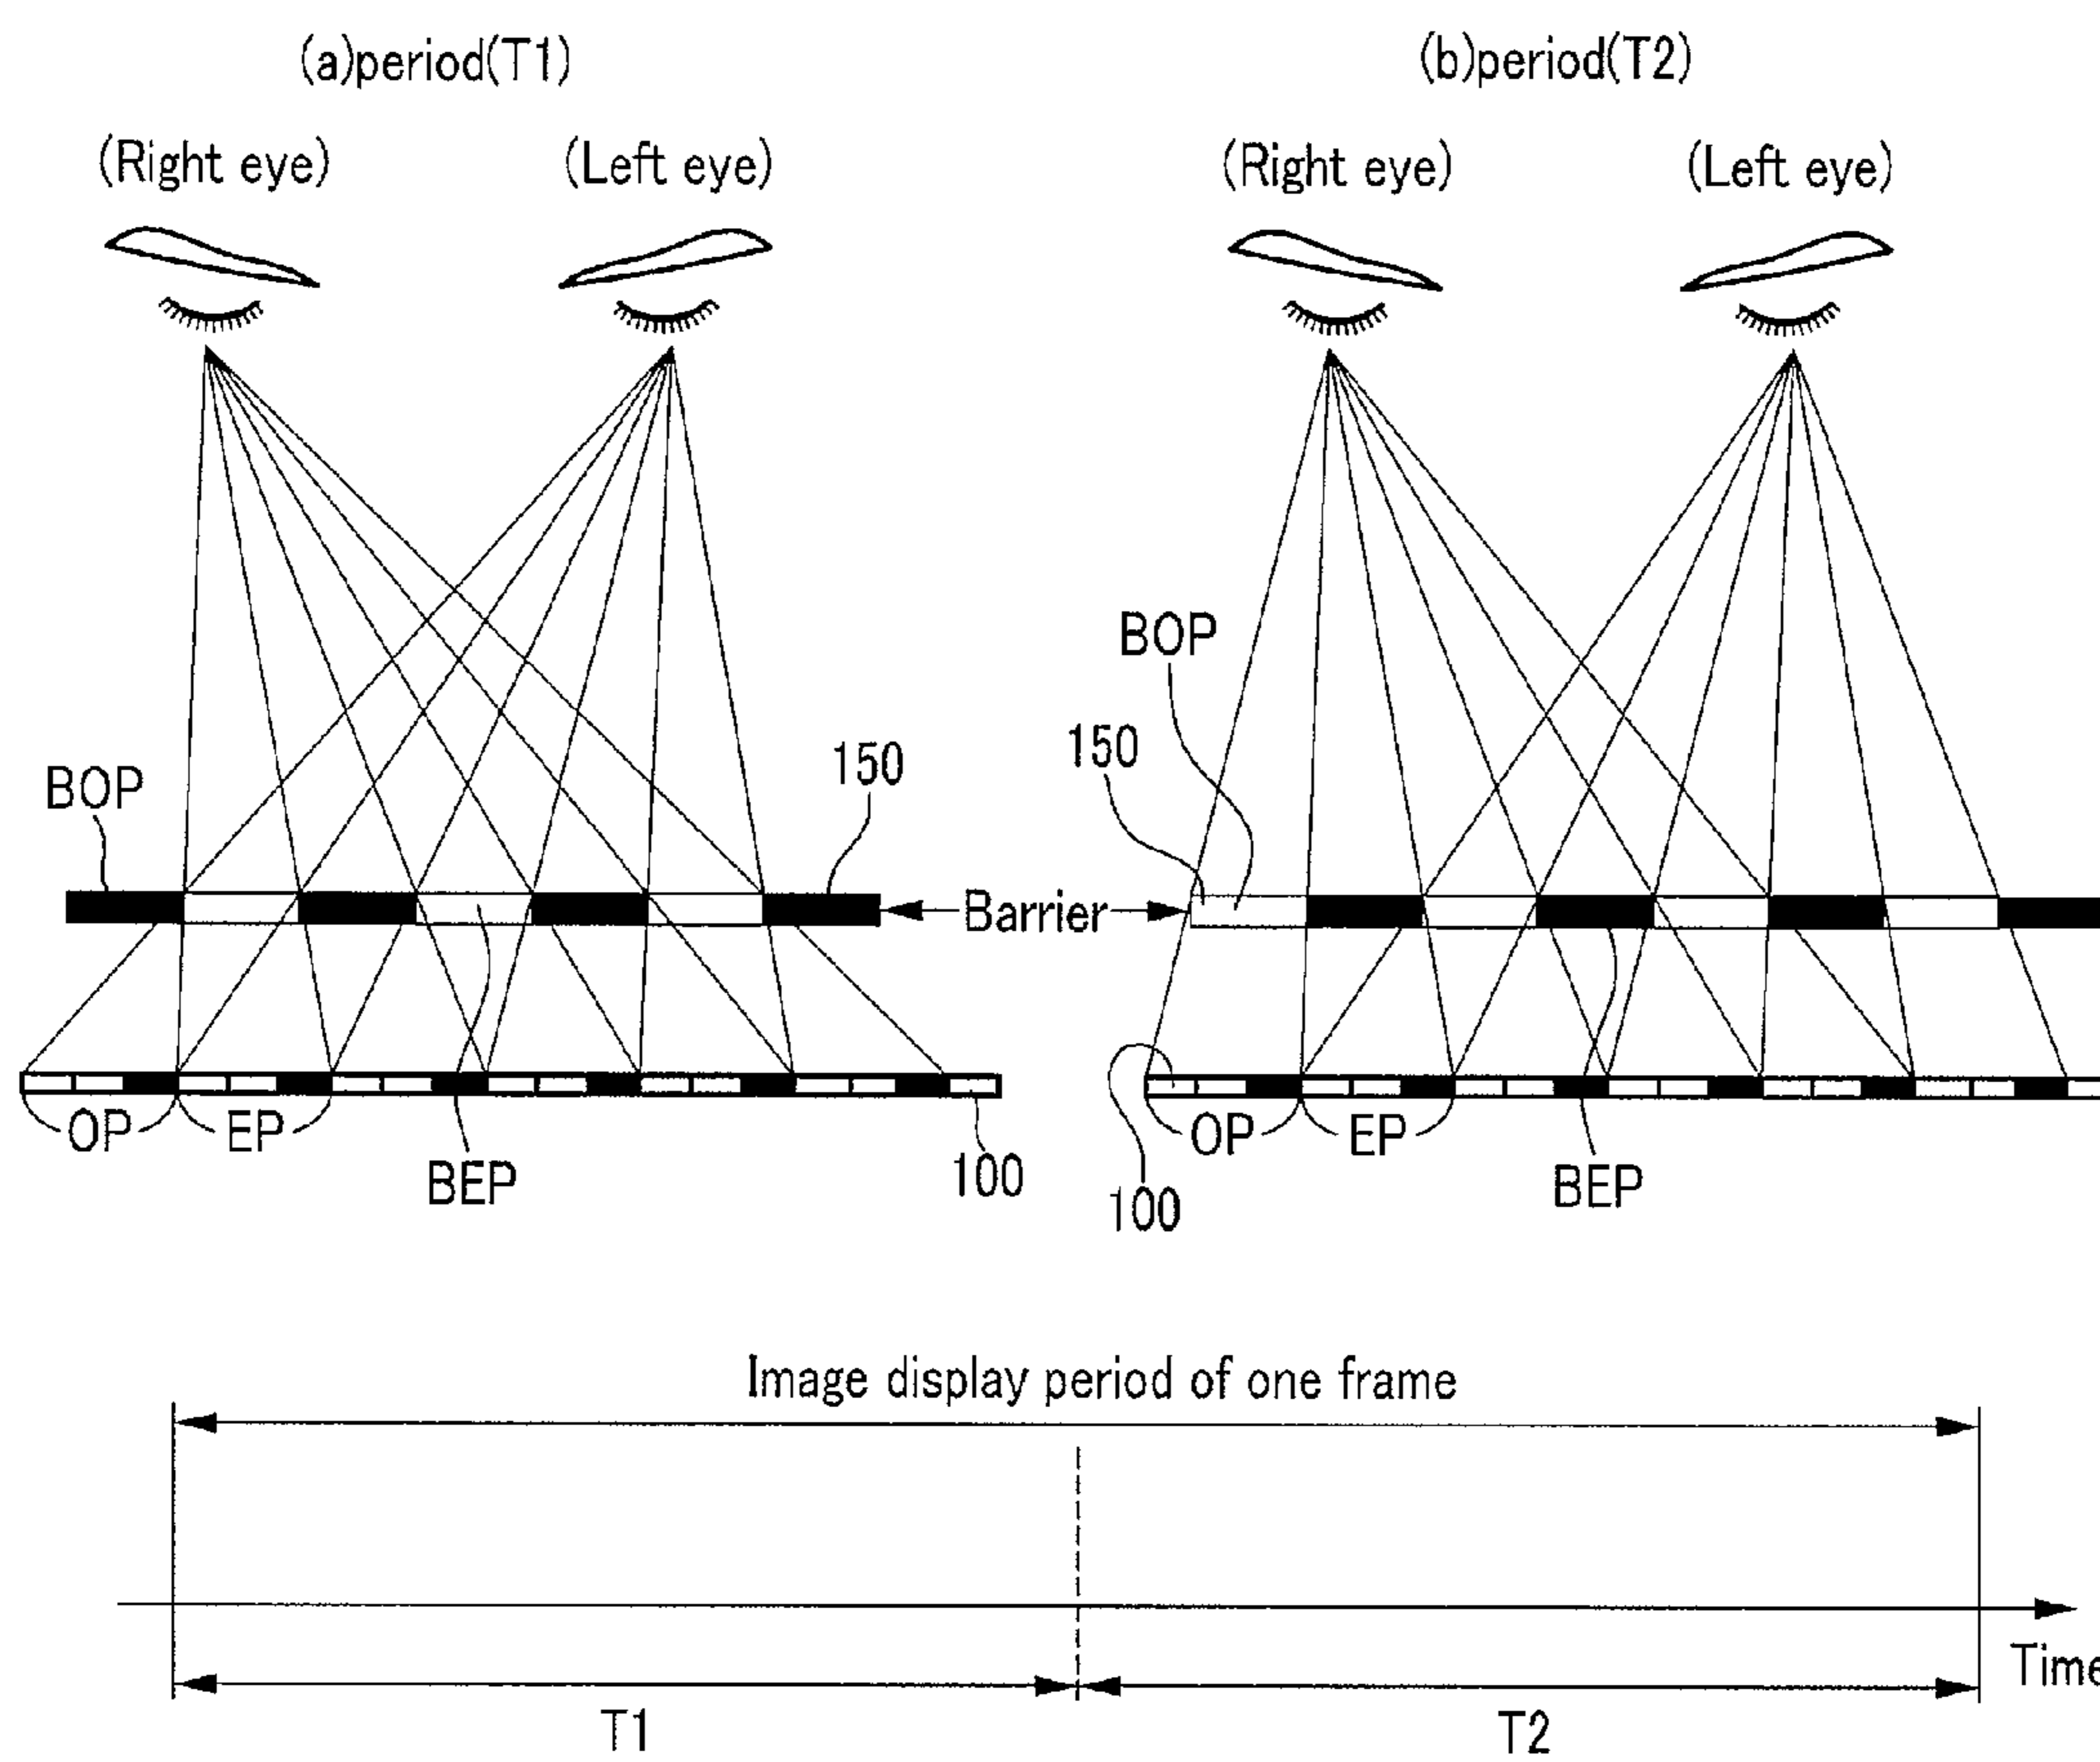 (a)period(T1)
(b)period(T2)
(Right eye)
(Left eye)
(Right eye)
(Left eye)
BOP
150
BOP
150
Barrier
OP
EP
BEP
100
OP
EP
BEP
100
Image display period of one frame
Time
T1
T2